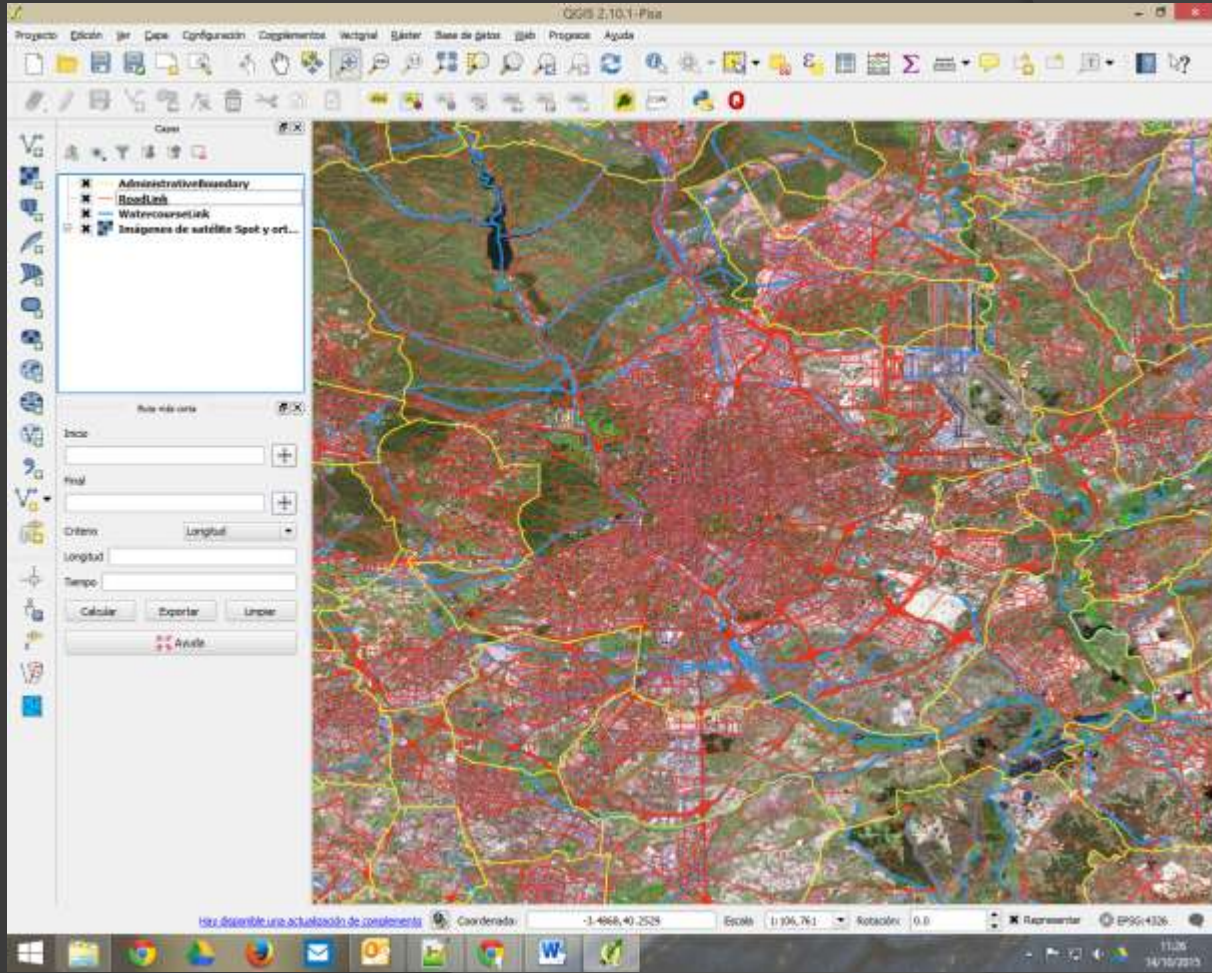 QGIS 2.10.1-Pisa
Proyecto Edición Ver Capa Configuración Complementos Vectorial Ráster Base de datos Web Proceso Ayuda
Capas
AdministrativeBoundary
RoadLink
WatercourseLink
Imágenes de satélite Spot y ort...
Ruta más corta
Inicio
Final
Criterio Longitud
Longitud
Tiempo
Calcular Exportar Limpiar
Ayuda
Hay disponible una actualización de complemento Coordenada: -3.4868,40.2529 Escala 1:106,761 Rotación: 0.0 Representar EPSG:4326
11:26
14/10/2015